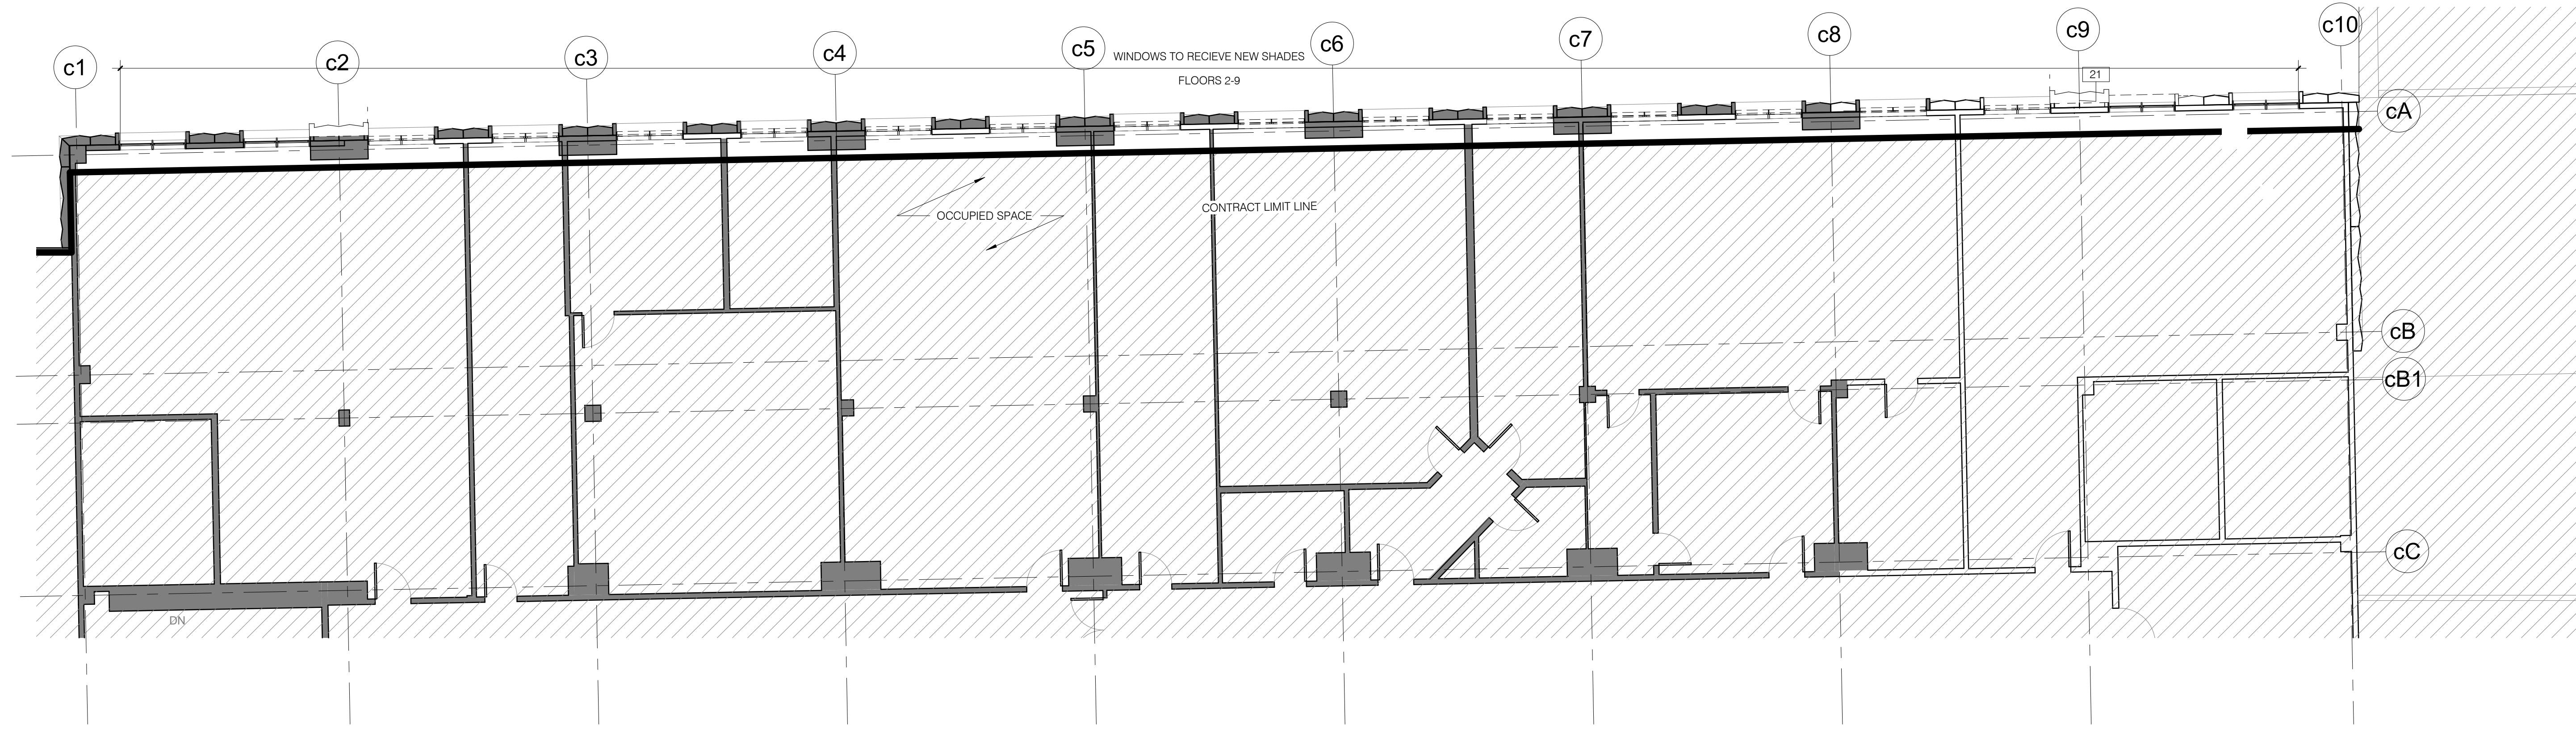 c1
c2
c3
c4
c5
WINDOWS TO RECIEVE NEW SHADES
FLOORS 2-9
c6
c7
c8
c9
c10
21
cA
OCCUPIED SPACE
CONTRACT LIMIT LINE
cB
cB1
cC
DN